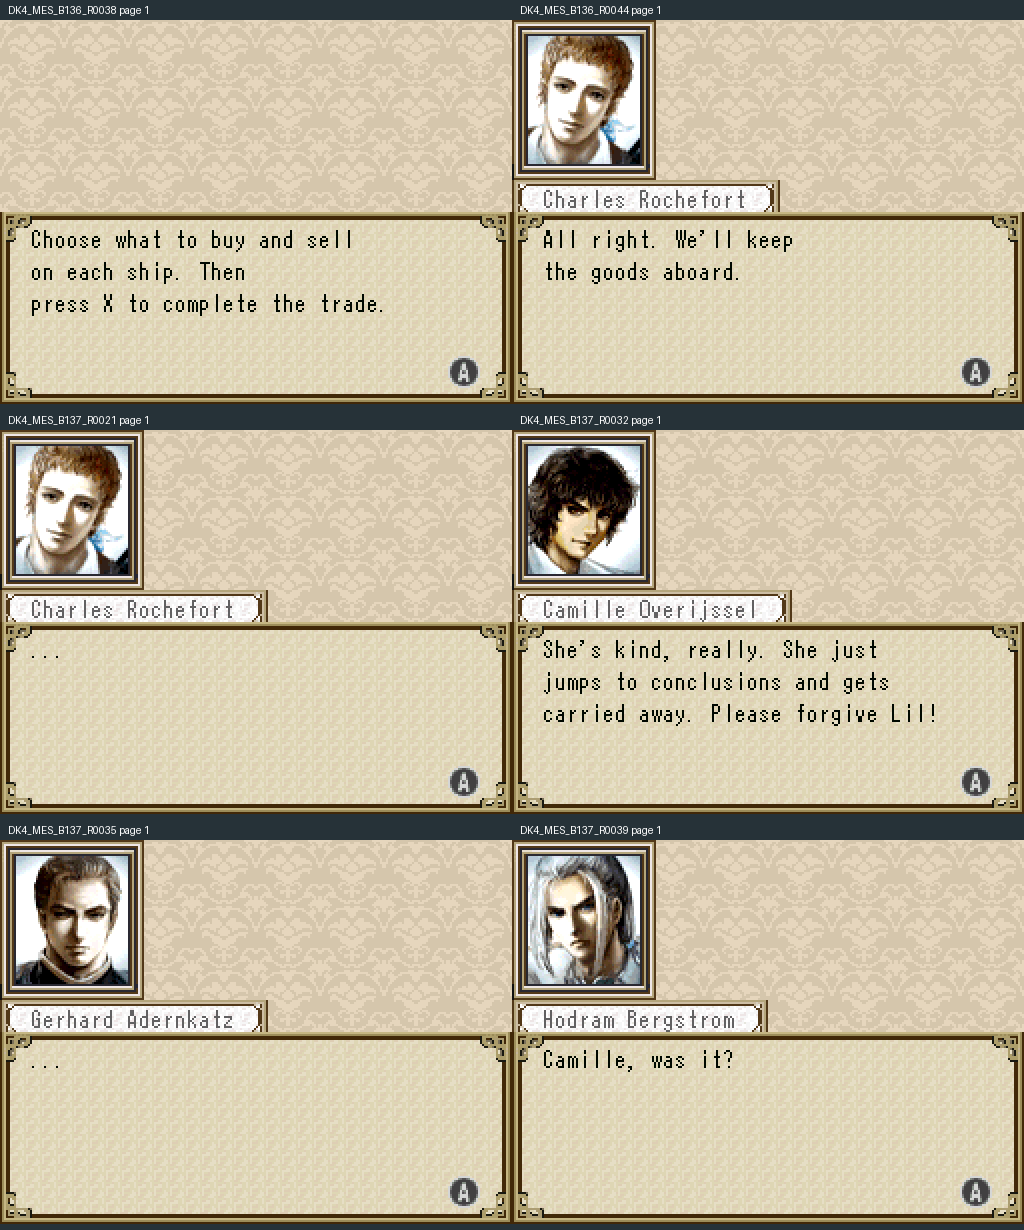 DK4_MES_B136_R0038 page 1
Choose what to buy and sell
on each ship. Then
press X to complete the trade.
A
DK4_MES_B136_R0044 page 1
Charles Rochefort
All right. We'll keep
the goods aboard.
A
DK4_MES_B137_R0021 page 1
Charles Rochefort
...
A
DK4_MES_B137_R0032 page 1
Camille Overijssel
She's kind, really. She just
jumps to conclusions and gets
carried away. Please forgive Lil!
A
DK4_MES_B137_R0035 page 1
Gerhard Adernkatz
...
A
DK4_MES_B137_R0039 page 1
Hodram Bergstrom
Camille, was it?
A